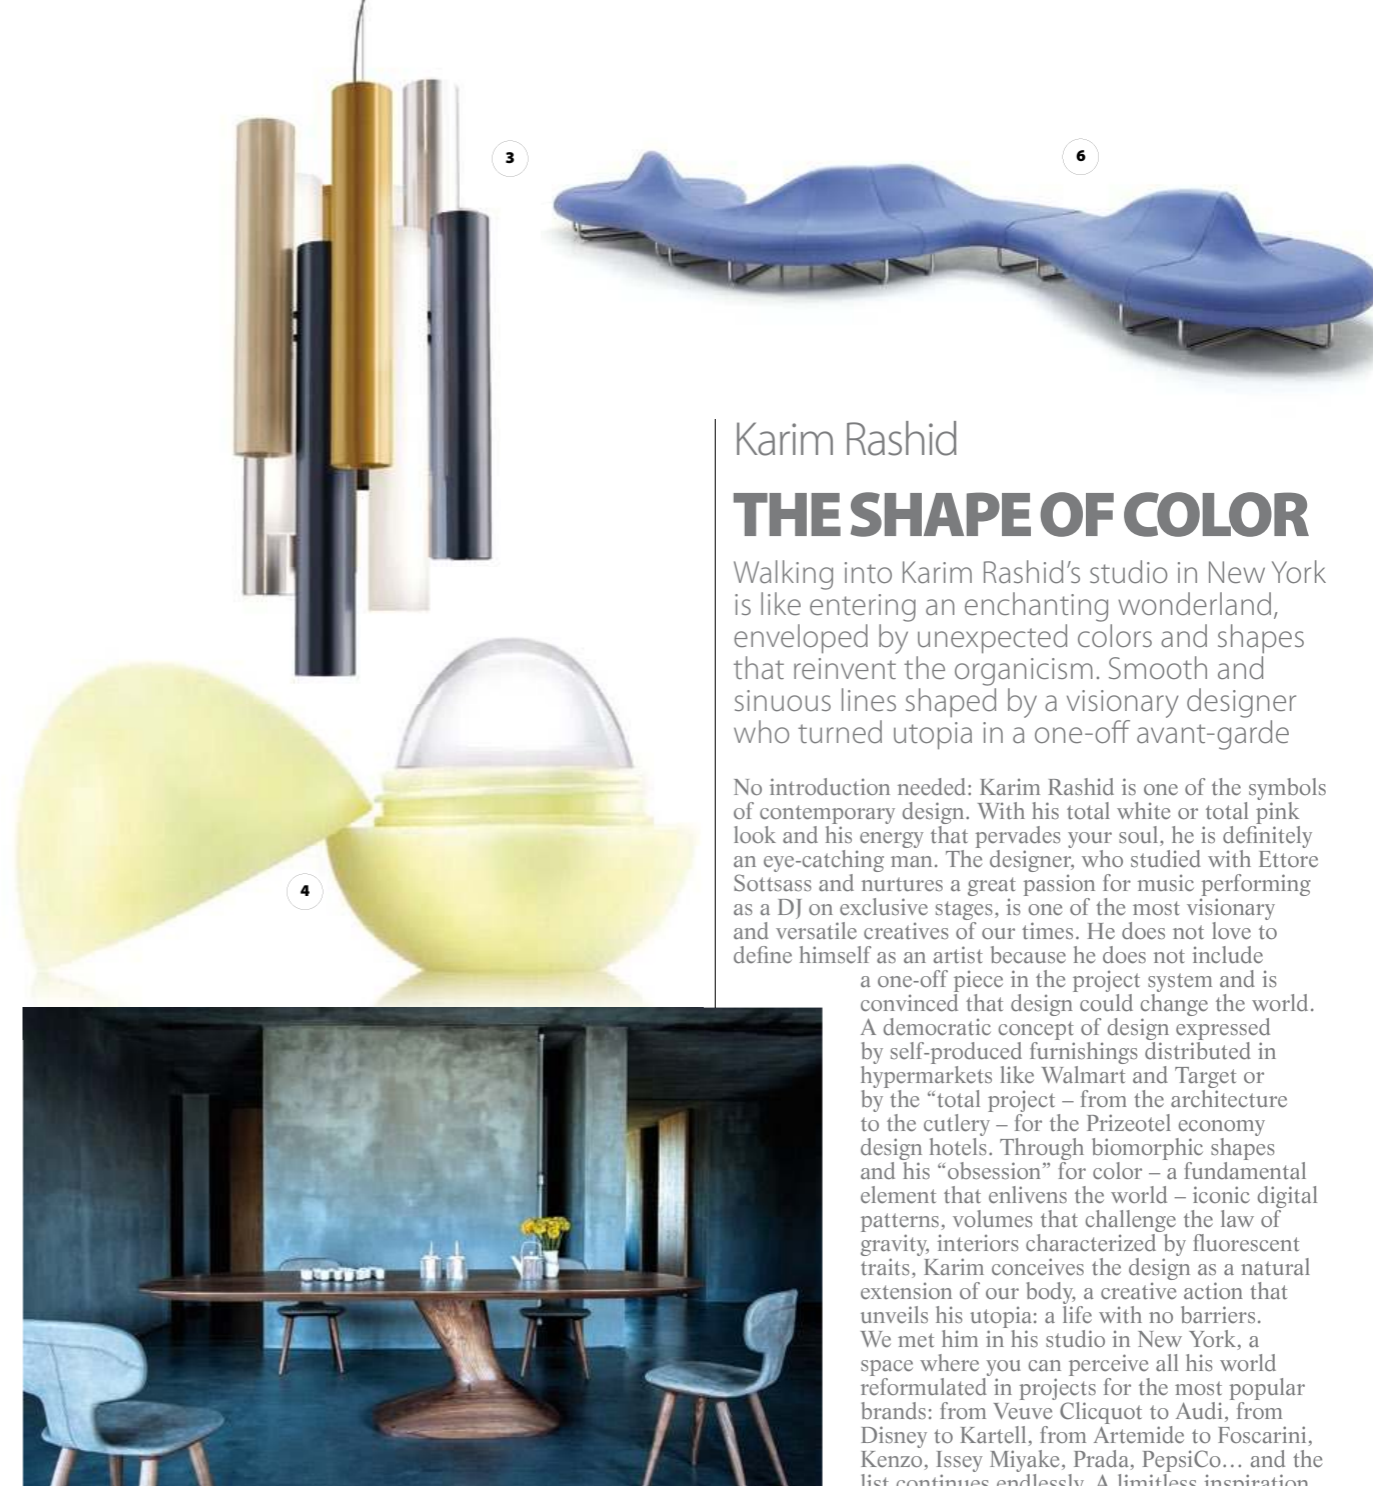 3
6
Karim Rashid
THE SHAPE OF COLOR
Walking into Karim Rashid’s studio in New York
is like entering an enchanting wonderland,
enveloped by unexpected colors and shapes
that reinvent the organicism. Smooth and
sinuous lines shaped by a visionary designer
who turned utopia in a one-off avant-garde
No introduction needed: Karim Rashid is one of the symbols
of contemporary design. With his total white or total pink
look and his energy that pervades your soul, he is definitely
an eye-catching man. The designer, who studied with Ettore
Sottsass and nurtures a great passion for music performing
as a DJ on exclusive stages, is one of the most visionary
and versatile creatives of our times. He does not love to
define himself as an artist because he does not include
a one-off piece in the project system and is
convinced that design could change the world.
A democratic concept of design expressed
by self-produced furnishings distributed in
hypermarkets like Walmart and Target or
by the “total project – from the architecture
to the cutlery – for the Prizeotel economy
design hotels. Through biomorphic shapes
and his “obsession” for color – a fundamental
element that enlivens the world – iconic digital
patterns, volumes that challenge the law of
gravity, interiors characterized by fluorescent
traits, Karim conceives the design as a natural
extension of our body, a creative action that
unveils his utopia: a life with no barriers.
We met him in his studio in New York, a
space where you can perceive all his world
reformulated in projects for the most popular
brands: from Veuve Clicquot to Audi, from
Disney to Kartell, from Artemide to Foscarini,
Kenzo, Issey Miyake, Prada, PepsiCo… and the
list continues endlessly. A limitless inspiration
4